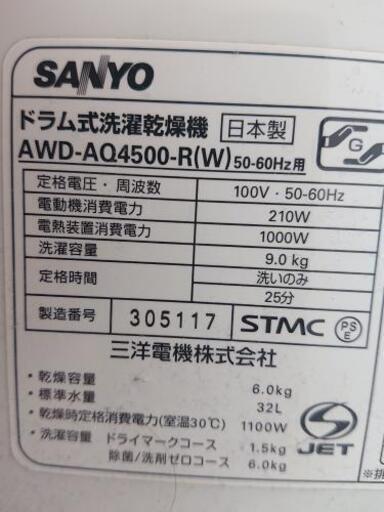 SANYO
ドラム式洗濯乾燥機 日本製
AWD-AQ4500-R(W) 50-60Hz用
G
定格電圧・周波数 100V・50-60Hz
電動機消費電力 210W
電熱装置消費電力 1000W
洗濯容量 9.0kg
定格時間 洗いのみ 25分
製造番号 305117 STMC PSE
三洋電機株式会社
・乾燥容量 6.0kg
・標準水量 32L
・乾燥時定格消費電力(室温30℃) 1100W
・洗濯容量 ドライマークコース 1.5kg
除菌/洗剤ゼロコース 6.0kg
JET
※排